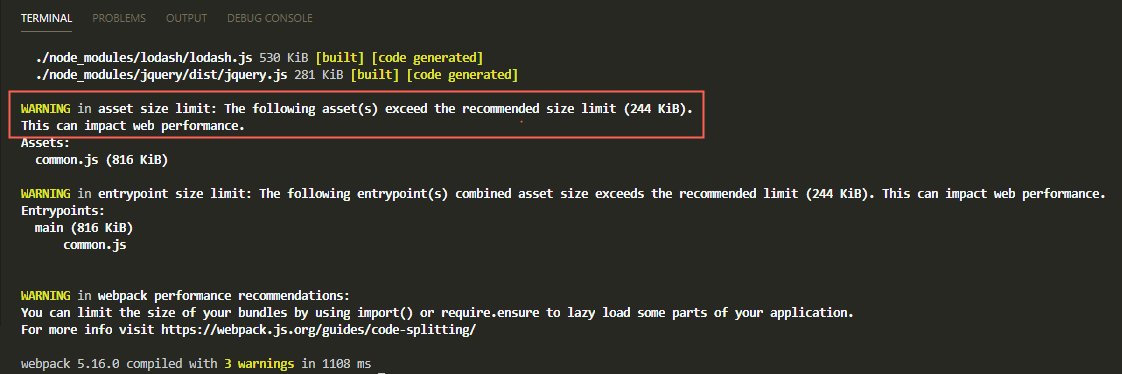 TERMINAL PROBLEMS OUTPUT DEBUG CONSOLE
./node_modules/lodash/lodash.js 530 KiB [built] [code generated]
./node_modules/jquery/dist/jquery.js 281 KiB [built] [code generated]
WARNING in asset size limit: The following asset(s) exceed the recommended size limit (244 KiB).
This can impact web performance.
Assets:
common.js (816 KiB)
WARNING in entrypoint size limit: The following entrypoint(s) combined asset size exceeds the recommended limit (244 KiB). This can impact web performance.
Entrypoints:
main (816 KiB)
common.js
WARNING in webpack performance recommendations:
You can limit the size of your bundles by using import() or require.ensure to lazy load some parts of your application.
For more info visit https://webpack.js.org/guides/code-splitting/
webpack 5.16.0 compiled with 3 warnings in 1108 ms